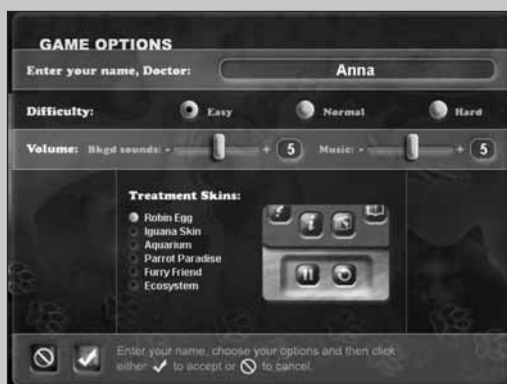 GAME OPTIONS
Enter your name, Doctor: Anna
Difficulty: Easy Normal Hard
Volume: Bkgd sounds: - + 5 Music: - + 5
Treatment Skins:
Robin Egg
Iguana Skin
Aquarium
Parrot Paradise
Furry Friend
Ecosystem
Enter your name, choose your options and then click
either ✓ to accept or 🚫 to cancel.